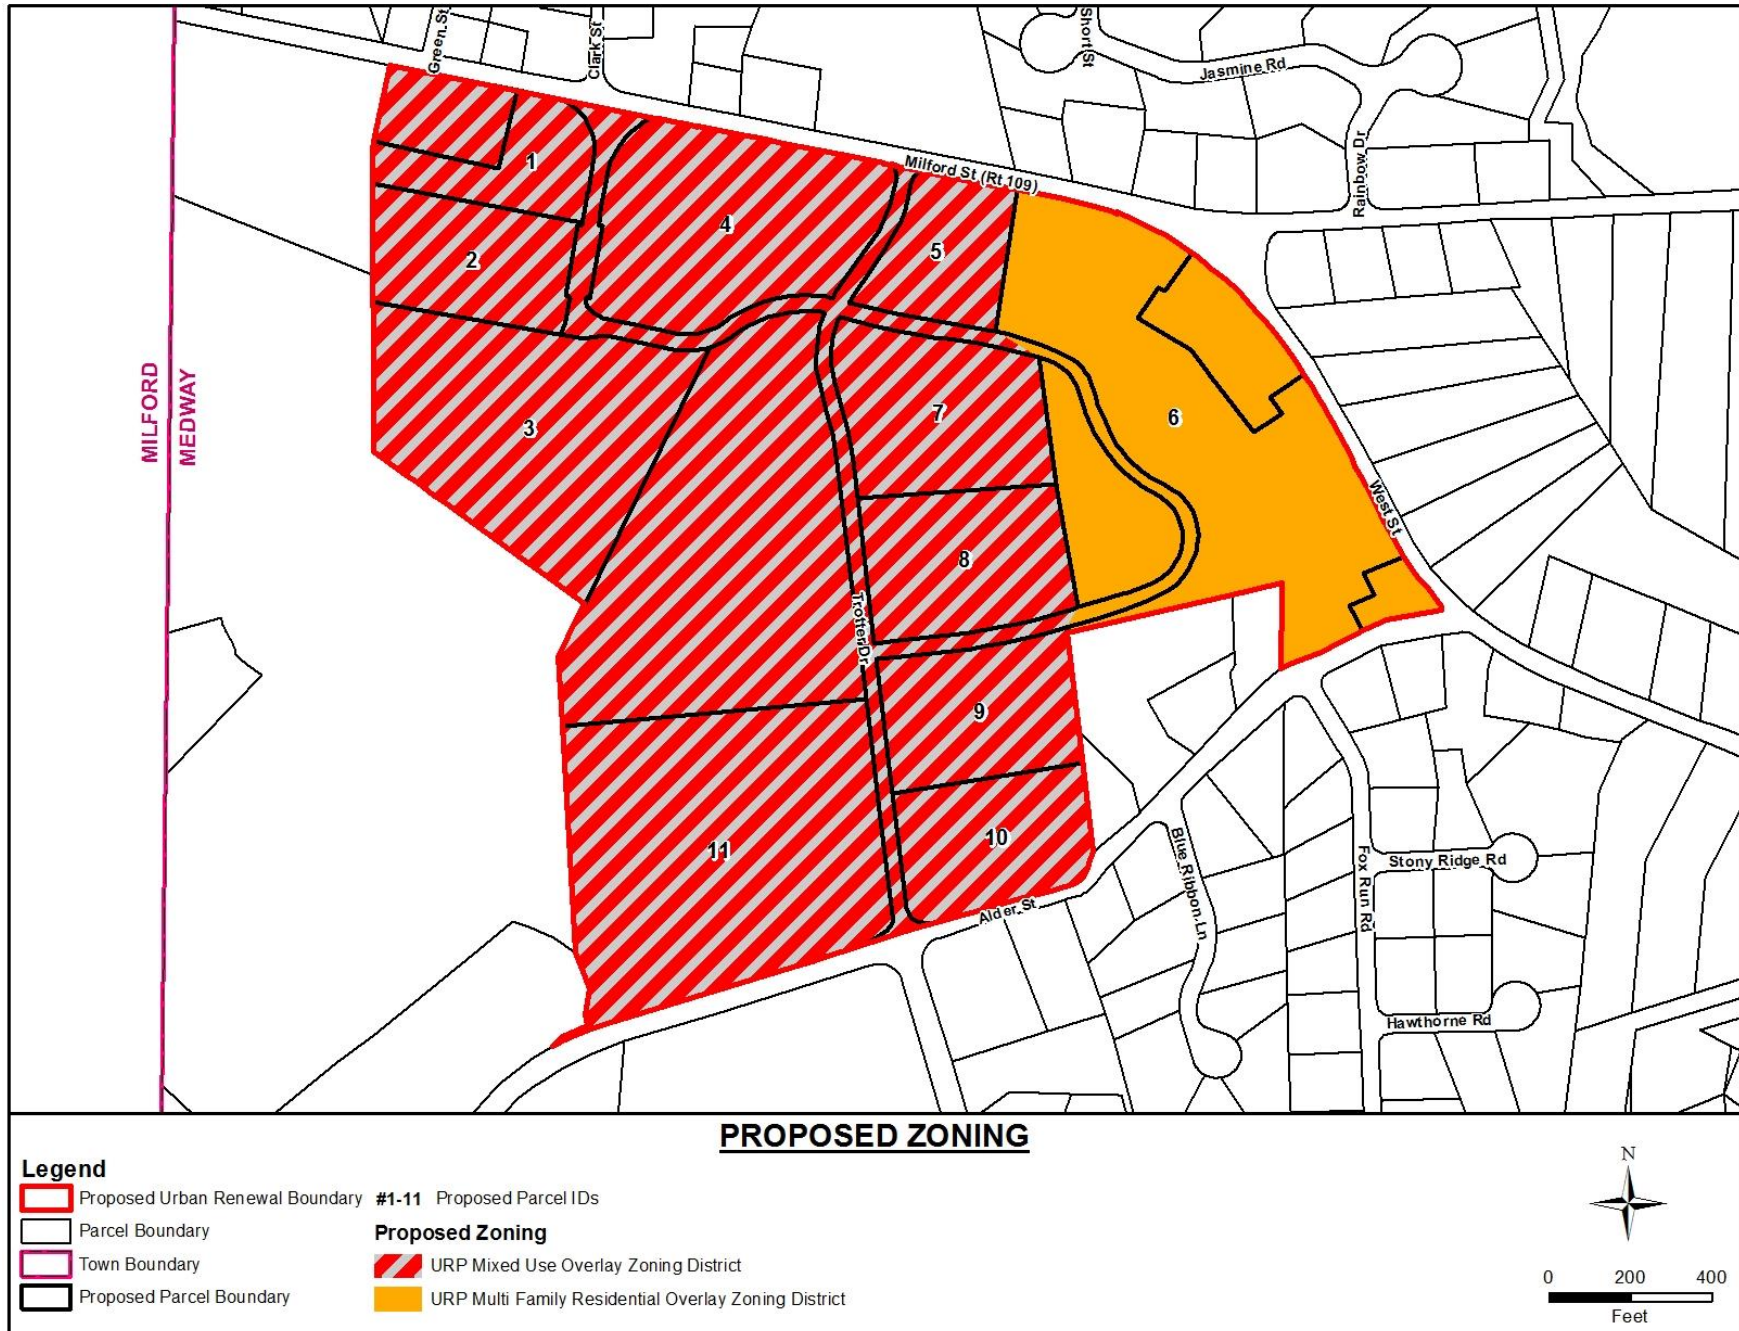 Green St
Clark St
Short St
Jasmine Rd
Rainbow Dr
Milford St (Rt 109)
1
2
3
4
5
6
7
8
9
10
11
MILFORD
MEDWAY
West St
Trotter Dr
Alder St
Blue Ribbon Ln
Fox Run Rd
Stony Ridge Rd
Hawthorne Rd
PROPOSED ZONING
Legend
Proposed Urban Renewal Boundary
Parcel Boundary
Town Boundary
Proposed Parcel Boundary
#1-11 Proposed Parcel IDs
Proposed Zoning
URP Mixed Use Overlay Zoning District
URP Multi Family Residential Overlay Zoning District
N
0 200 400
Feet